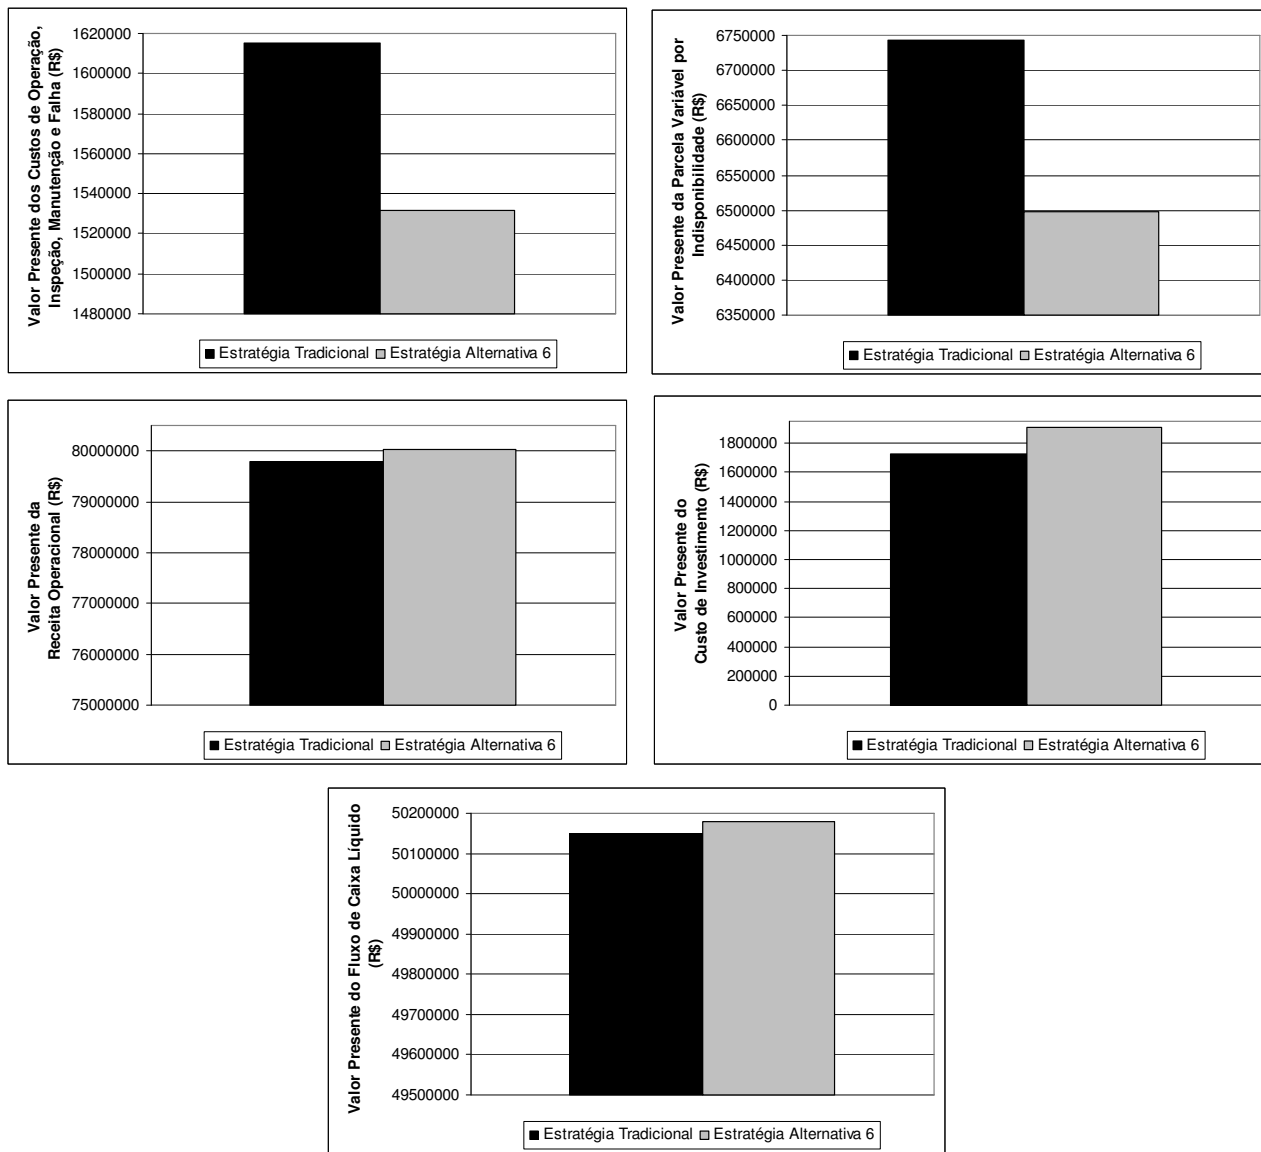 Valor Presente dos Custos de Operação,
Inspeção, Manutenção e Falha (R$)
1620000
1600000
1580000
1560000
1540000
1520000
1500000
1480000
Estratégia Tradicional Estratégia Alternativa 6
Valor Presente da Parcela Variável por
Indisponibilidade (R$)
6750000
6700000
6650000
6600000
6550000
6500000
6450000
6400000
6350000
Estratégia Tradicional Estratégia Alternativa 6
Valor Presente da
Receita Operacional (R$)
80000000
79000000
78000000
77000000
76000000
75000000
Estratégia Tradicional Estratégia Alternativa 6
Valor Presente do
Custo de Investimento (R$)
1800000
1600000
1400000
1200000
1000000
800000
600000
400000
200000
0
Estratégia Tradicional Estratégia Alternativa 6
Valor Presente do Fluxo de Caixa Líquido
(R$)
50200000
50100000
50000000
49900000
49800000
49700000
49600000
49500000
Estratégia Tradicional Estratégia Alternativa 6